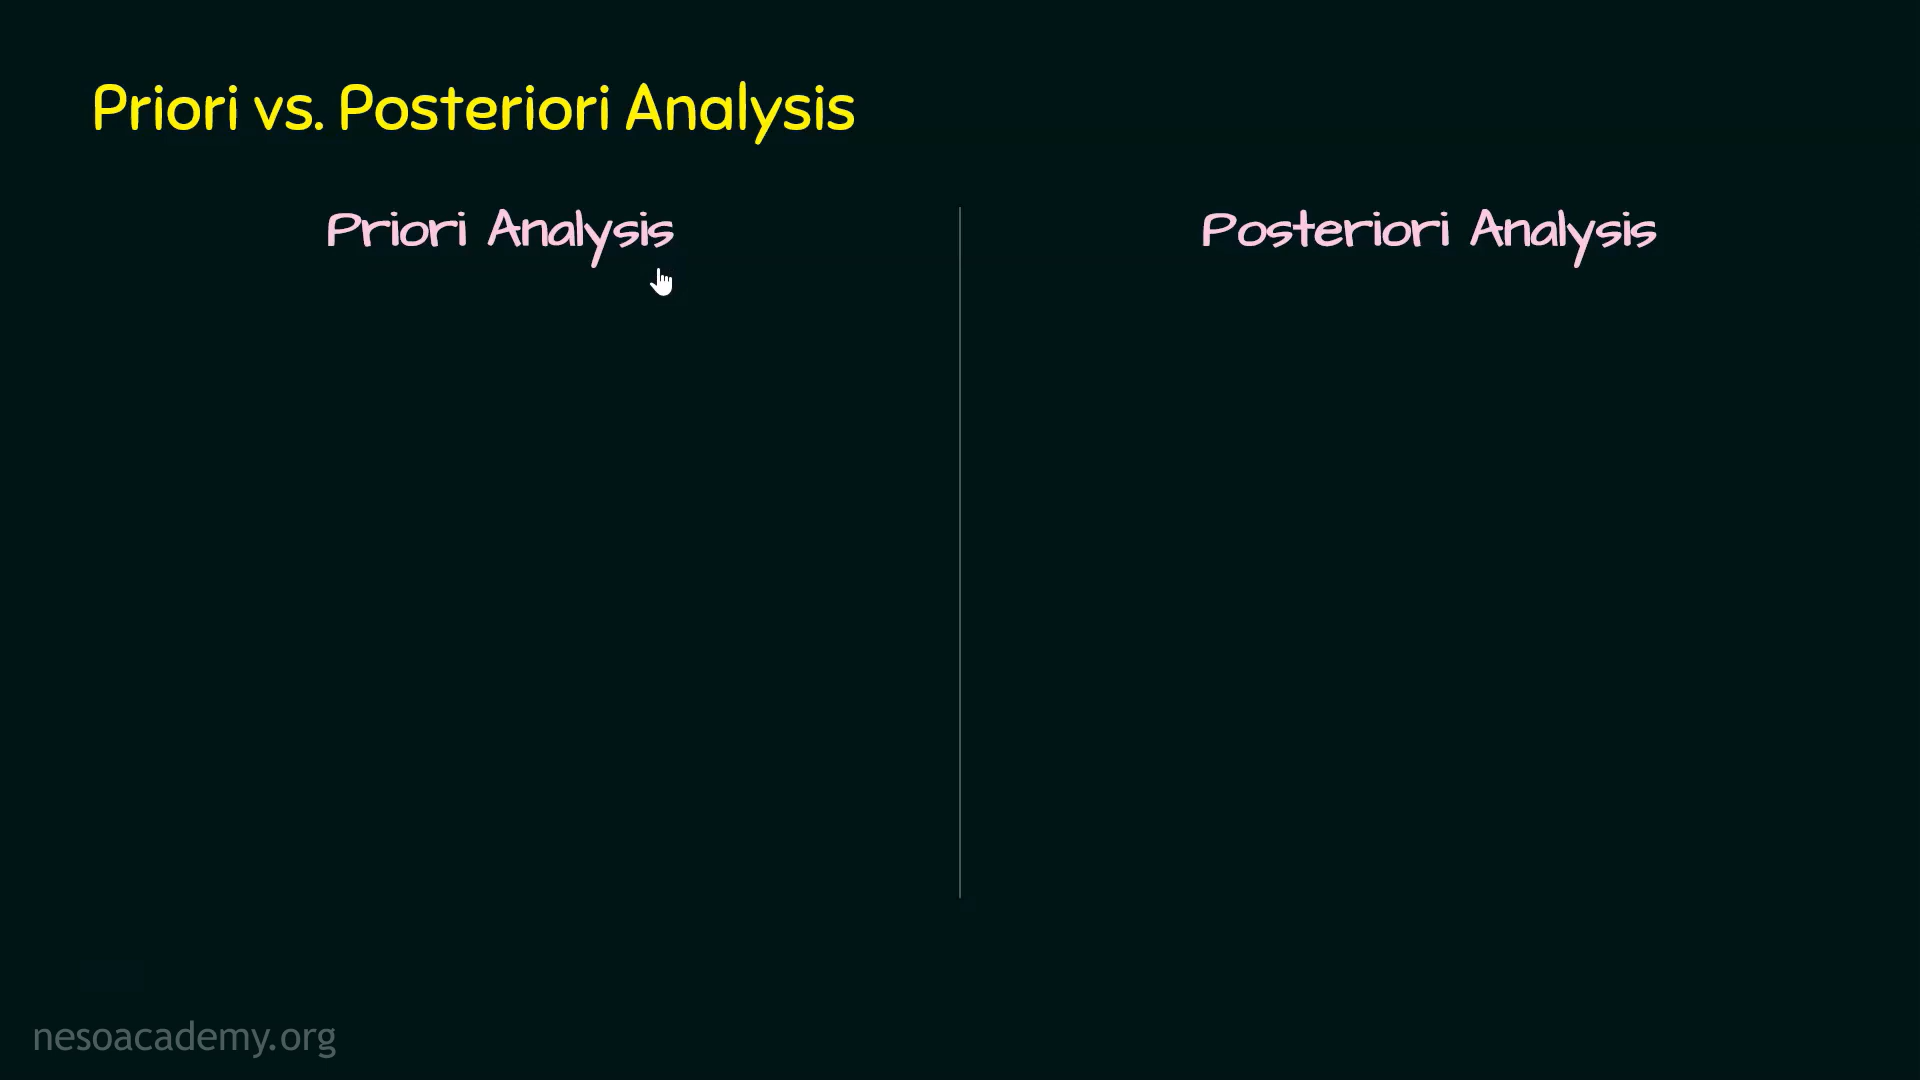 Priori vs. Posteriori Analysis
Priori Analysis
Posteriori Analysis
nesoacademy.org